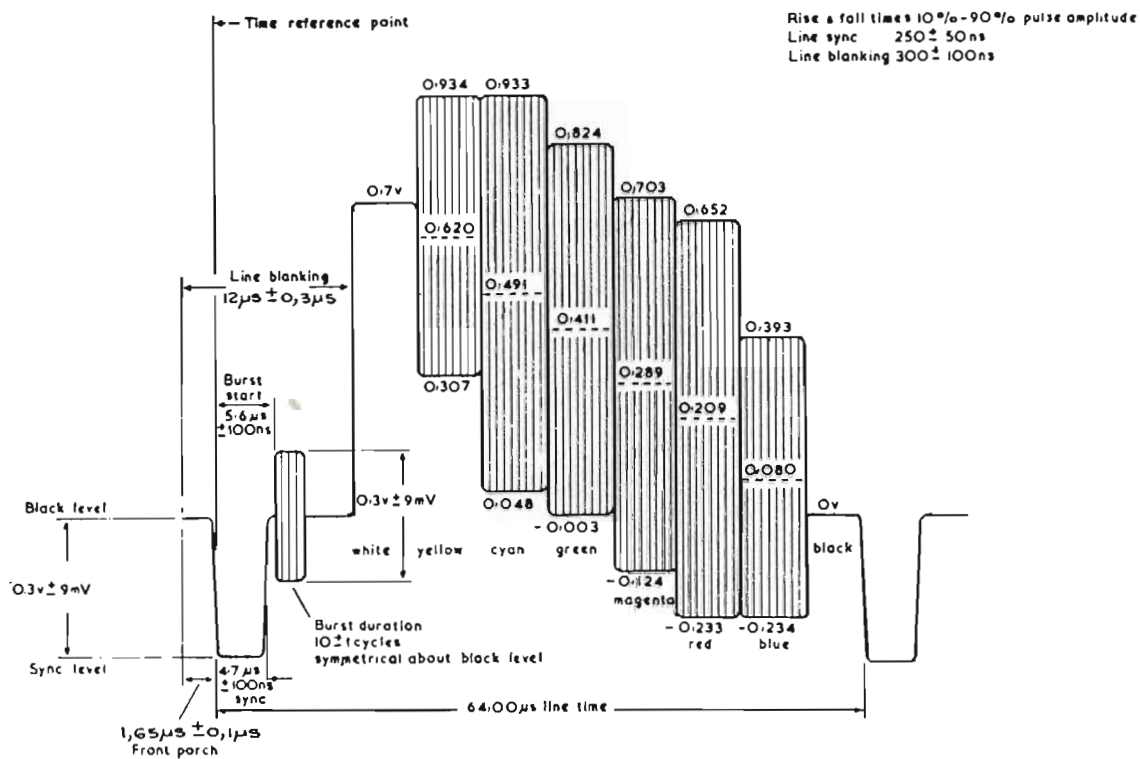 Time reference point
Rise & fall times 10%-90% pulse amplitude
Line sync 250 ± 50ns
Line blanking 300 ± 100ns
0,934
0,933
0,824
0,703
0,652
0,7v
0,620
Line blanking
12µs ± 0,3µs
0,491
0,411
0,393
0,307
0,289
Burst
start
5.6µs
± 100ns
0,209
0,080
Black level
0,3v ± 9mV
0,048
0v
- 0,003
white
yellow
cyan
green
black
- 0,124
magenta
0.3v ± 9mV
Burst duration
10 ± 1cycles
symmetrical about black level
- 0,233
red
- 0,234
blue
Sync level
4.7µs
± 100ns
sync
64,00µs line time
1,65µs ± 0,1µs
Front porch